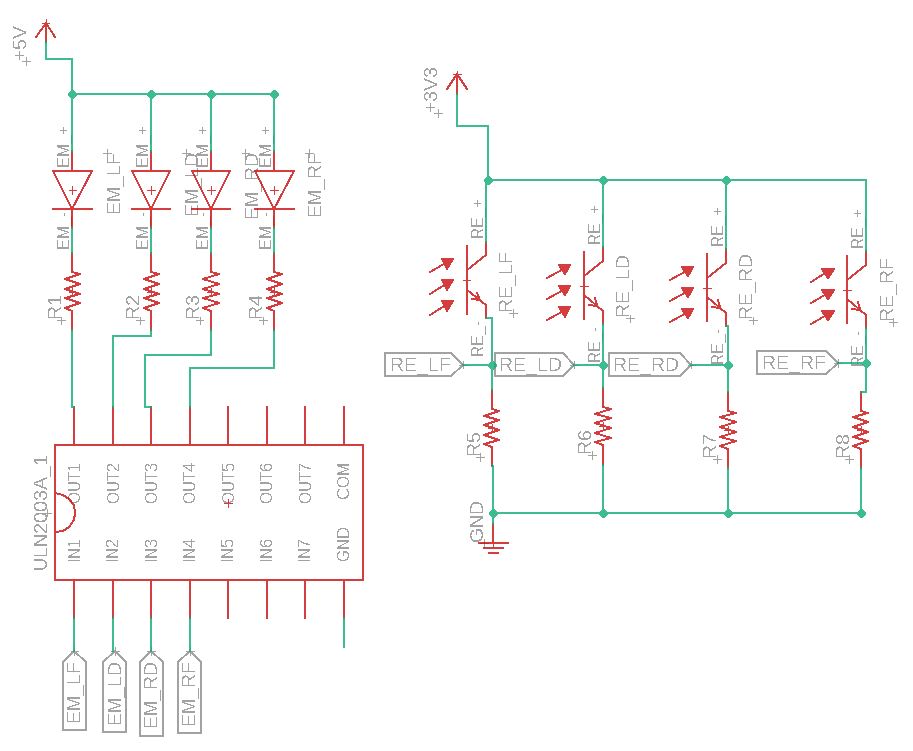 +5V
+3V3
EM +
EM +
EM +
EM +
EM_LF
EM_LD
EM_RD
EM_RF
EM -
EM -
EM -
EM -
R1
R2
R3
R4
RE +
RE +
RE +
RE +
RE_LF
RE_LD
RE_RD
RE_RF
RE -
RE -
RE -
RE -
RE_LF
RE_LD
RE_RD
RE_RF
R5
R6
R7
R8
GND
ULN2003A_1
OUT1
OUT2
OUT3
OUT4
OUT5
OUT6
OUT7
COM
IN1
IN2
IN3
IN4
IN5
IN6
IN7
GND
EM_LF
EM_LD
EM_RD
EM_RF